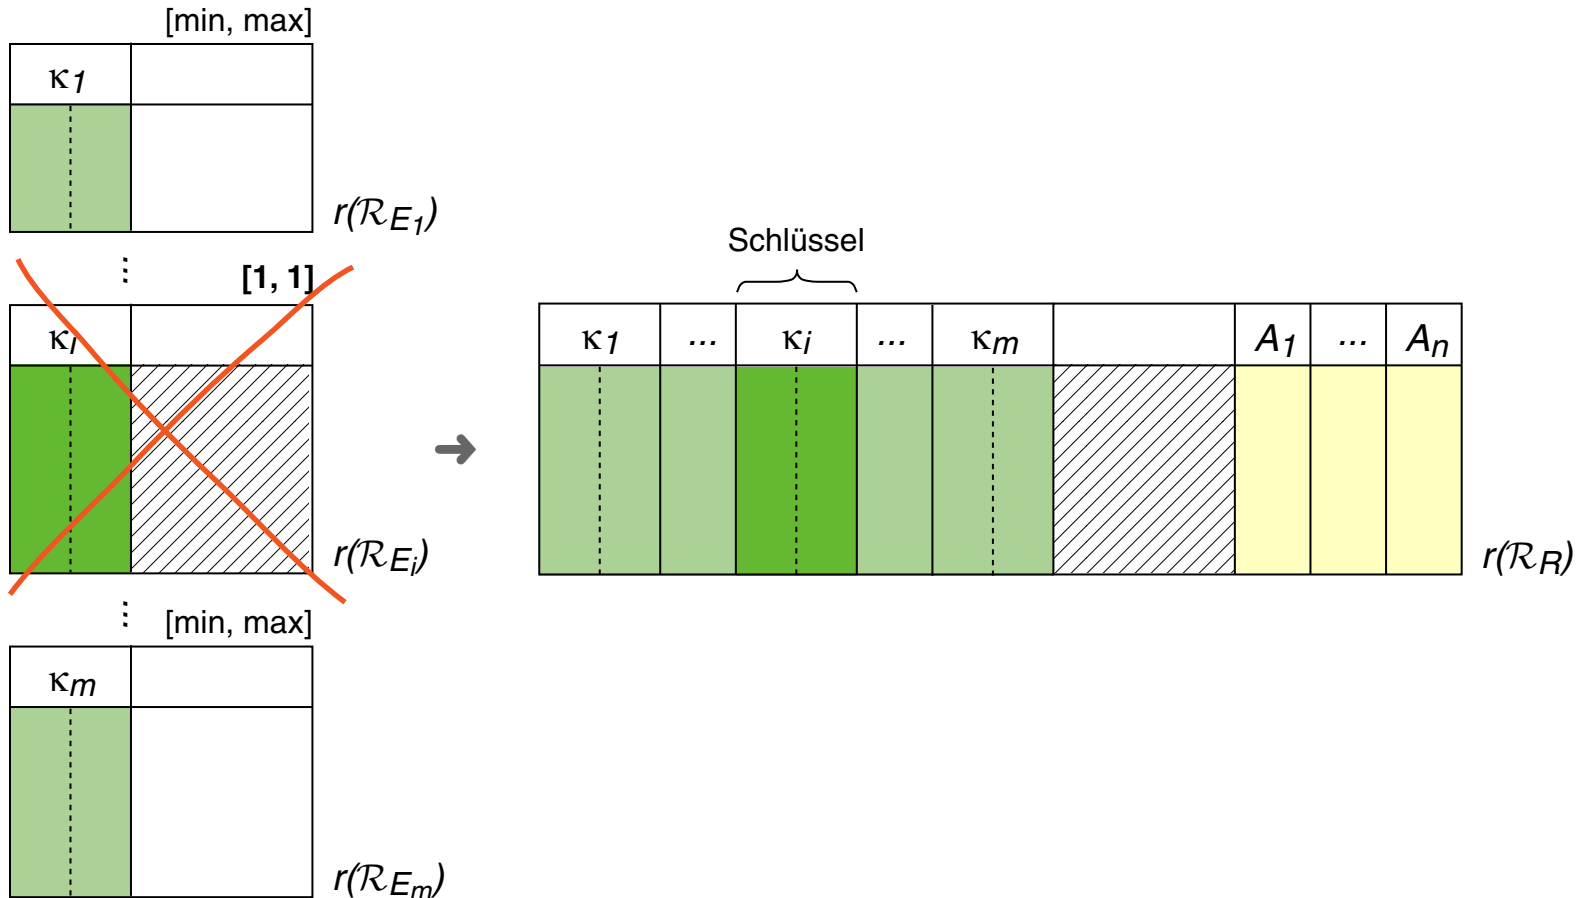 [min, max]
κ1
r(ℛE1)
⋮
[1, 1]
κi
r(ℛEi)
⋮
[min, max]
κm
r(ℛEm)
➜
Schlüssel
κ1 ... κi ... κm A1 ... An
r(ℛR)